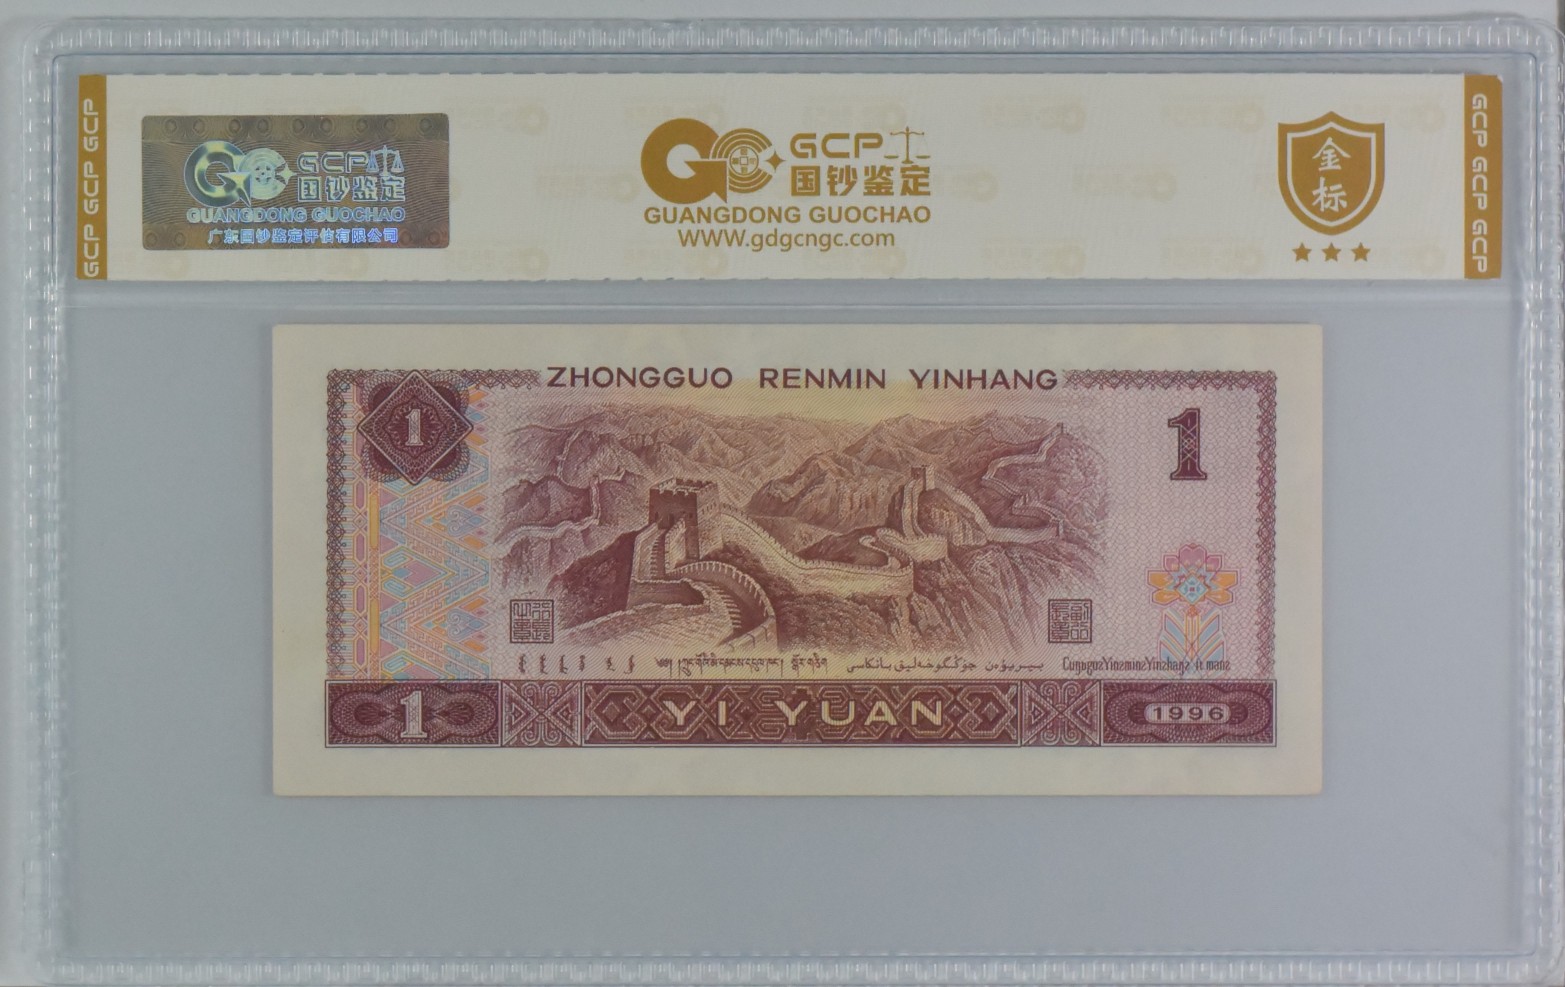 GCP GCP GCP
GCP
国钞鉴定
GUANGDONG GUOCHAO
广东国钞鉴定评估有限公司
GCP
国钞鉴定
GUANGDONG GUOCHAO
WWW.gdgcngc.com
金
标
GCP GCP GCP
ZHONGGUO RENMIN YINHANG
1
1
1
YI YUAN
1996